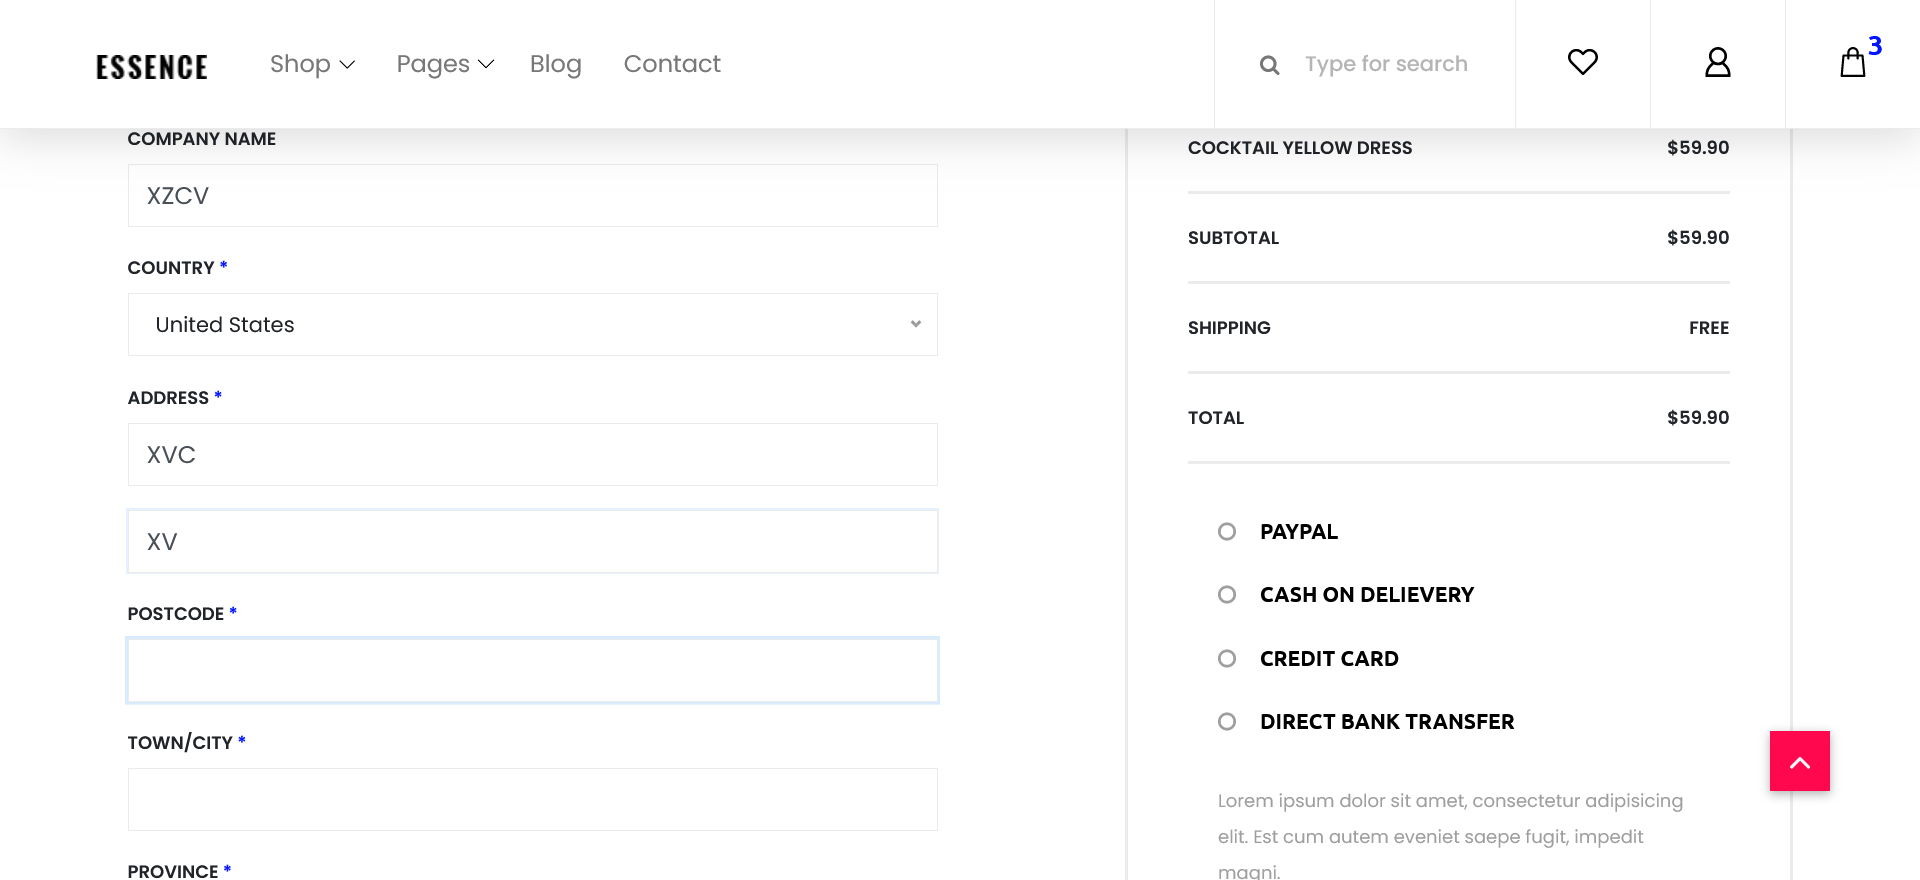 ESSENCE
Shop
Pages
Blog
Contact
Type for search
3
COMPANY NAME
XZCV
COUNTRY *
United States
ADDRESS *
XVC
XV
POSTCODE *
TOWN/CITY *
PROVINCE *
COCKTAIL YELLOW DRESS $59.90
SUBTOTAL $59.90
SHIPPING FREE
TOTAL $59.90
PAYPAL
CASH ON DELIEVERY
CREDIT CARD
DIRECT BANK TRANSFER
Lorem ipsum dolor sit amet, consectetur adipisicing
elit. Est cum autem eveniet saepe fugit, impedit
magni.